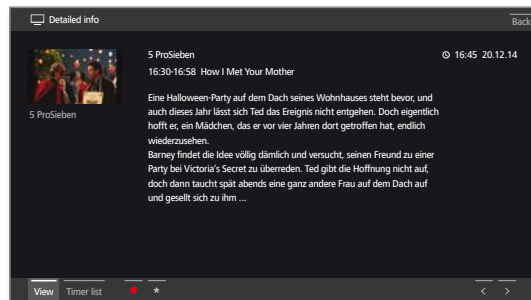 Detailed info
Back
5 ProSieben
16:45 20.12.14
16:30-16:58 How I Met Your Mother
5 ProSieben
Eine Halloween-Party auf dem Dach seines Wohnhauses steht bevor, und
auch dieses Jahr lässt sich Ted das Ereignis nicht entgehen. Doch eigentlich
hofft er, ein Mädchen, das er vor vier Jahren dort getroffen hat, endlich
wiederzusehen.
Barney findet die Idee völlig dämlich und versucht, seinen Freund zu einer
Party bei Victoria's Secret zu überreden. Ted gibt die Hoffnung nicht auf,
doch dann taucht spät abends eine ganz andere Frau auf dem Dach auf
und gesellt sich zu ihm ...
View Timer list